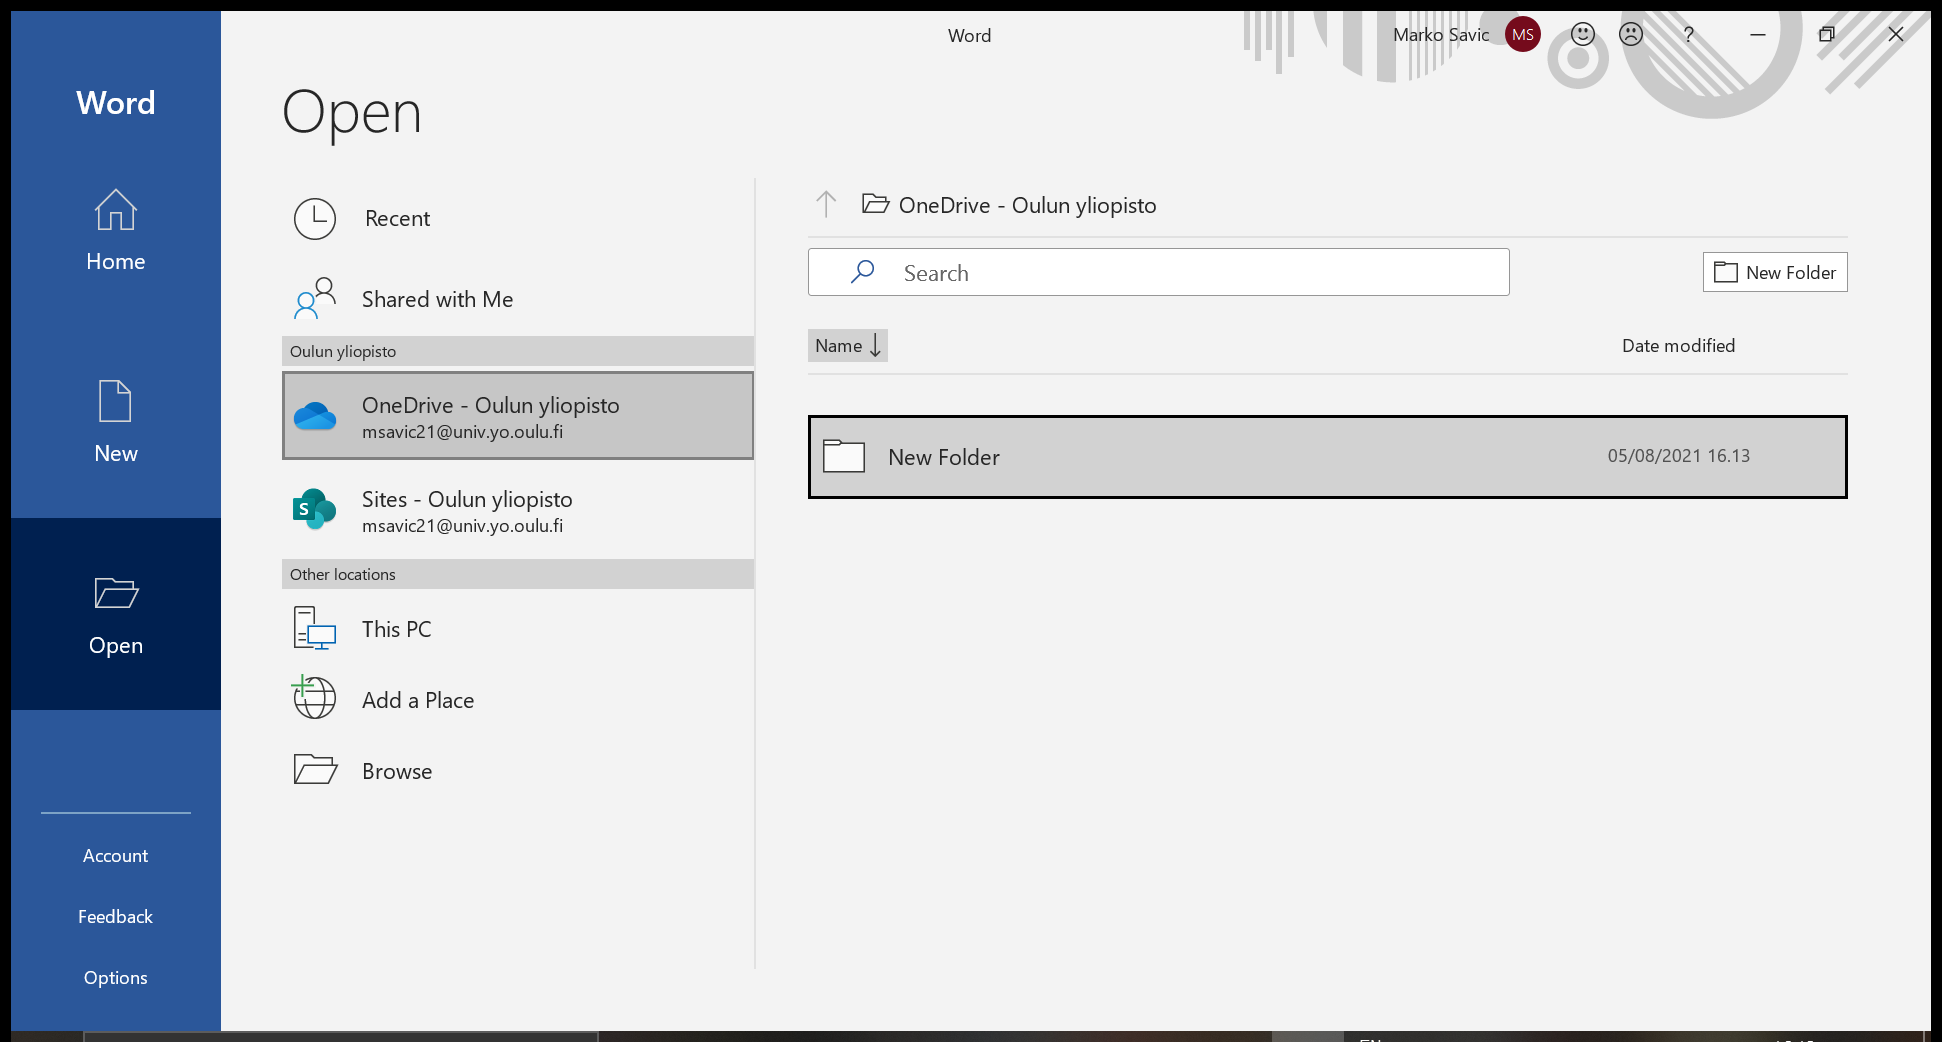 Word
Marko Savic
MS
?
Word
Home
New
Open
Account
Feedback
Options
Open
Recent
Shared with Me
Oulun yliopisto
OneDrive - Oulun yliopisto
msavic21@univ.yo.oulu.fi
S
Sites - Oulun yliopisto
msavic21@univ.yo.oulu.fi
Other locations
This PC
Add a Place
Browse
OneDrive - Oulun yliopisto
Search
New Folder
Name
Date modified
New Folder
05/08/2021 16.13